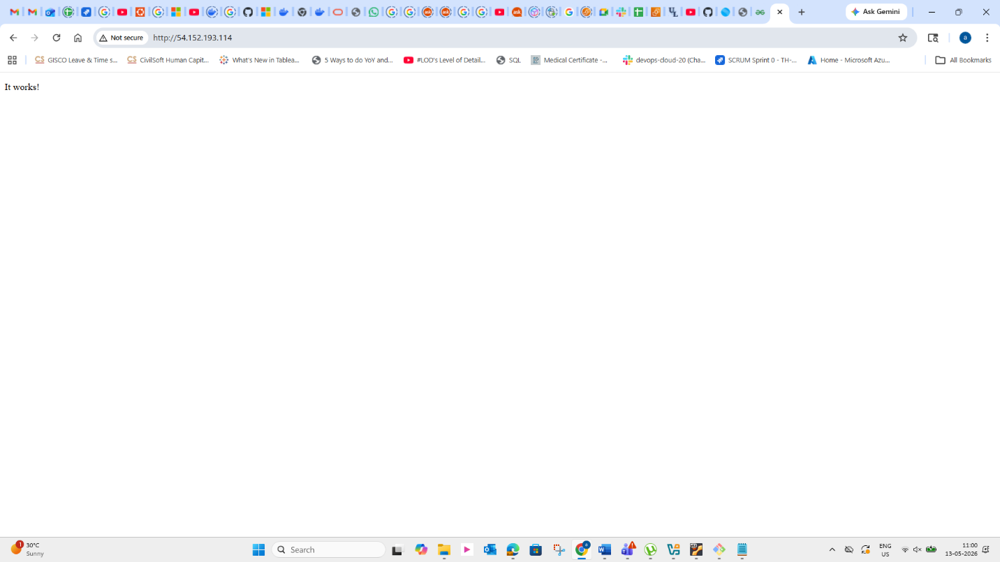 Ask Gemini
Not secure
http://54.152.193.114
a
GISCO Leave & Time s...
CivilSoft Human Capit...
What's New in Tablea...
5 Ways to do YoY and...
#LOD's Level of Detail...
SQL
Medical Certificate -...
devops-cloud-20 (Cha...
SCRUM Sprint 0 - TH-...
Home - Microsoft Azu...
All Bookmarks
It works!
1
30°C
Sunny
Search
ENG
US
11:00
13-05-2026